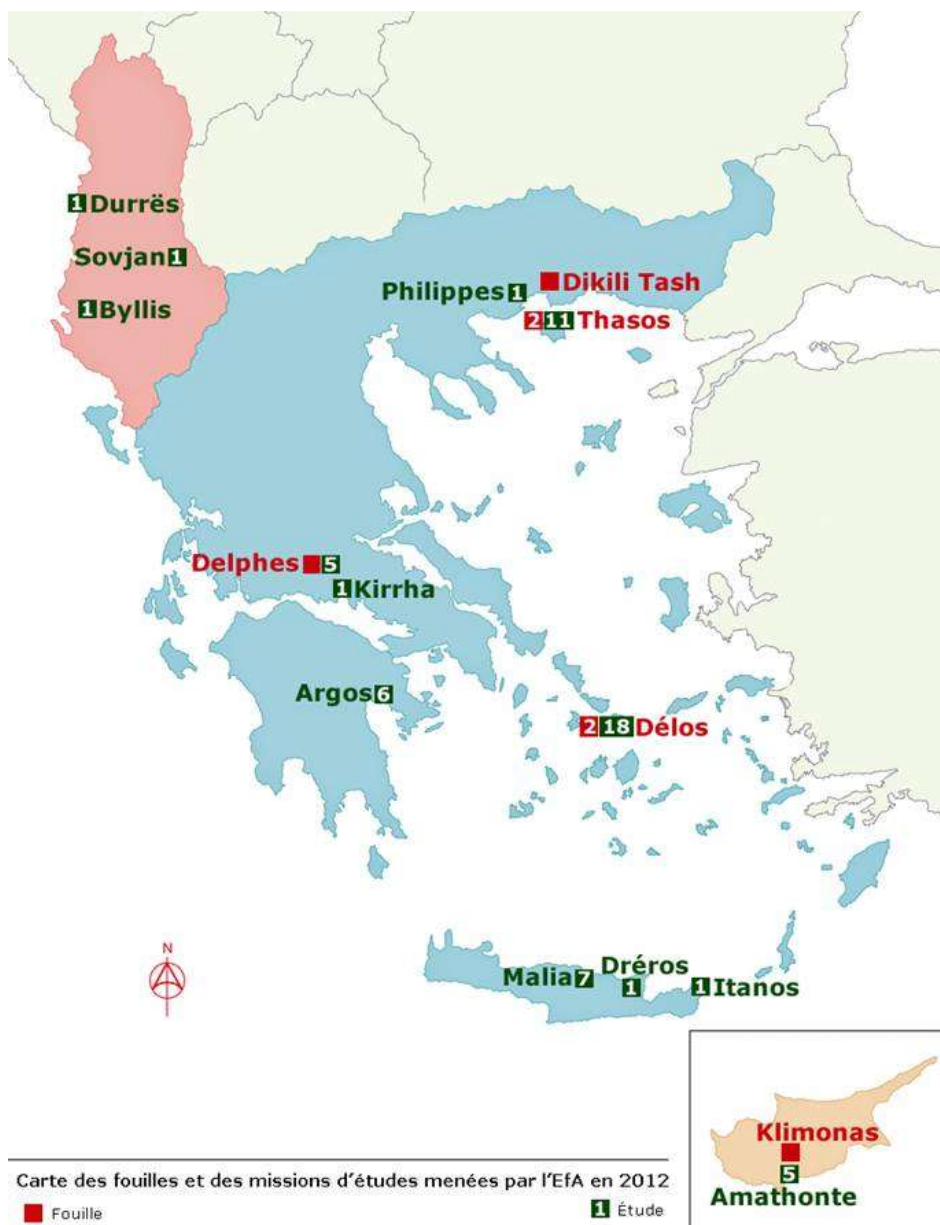 1 Durrës
Sovjan 1
1 Byllis
Dikili Tash
Philippes 1
2 11 Thasos
Delphes 5
1 Kirrha
Argos 6
2 18 Délos
N
Dréros
Malia 7
1
1 Itanos
Klimonas
5
Amathonte
Carte des fouilles et des missions d'études menées par l'EfA en 2012
Fouille
1 Étude